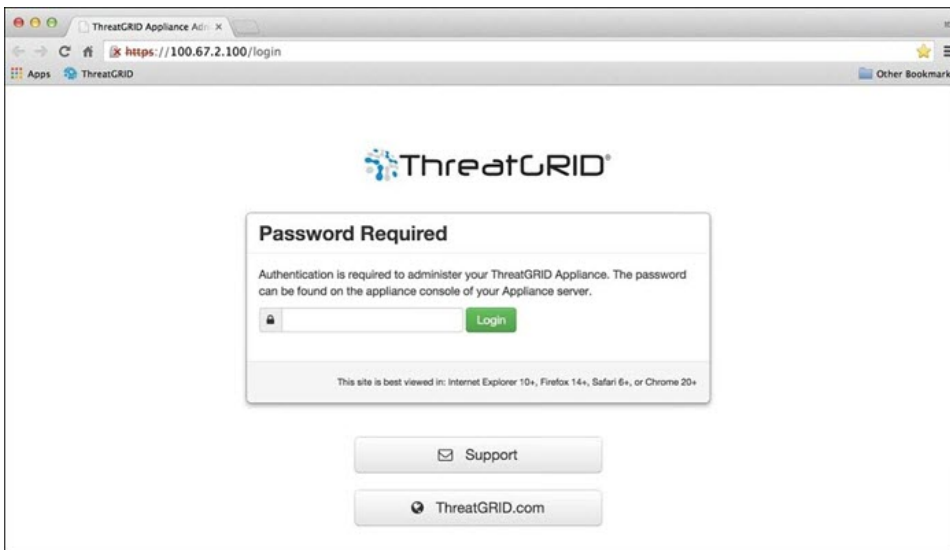 ThreatGRID Appliance Adm
https://100.67.2.100/login
Apps ThreatGRID Other Bookmark
ThreatGRID®
Password Required
Authentication is required to administer your ThreatGRID Appliance. The password
can be found on the appliance console of your Appliance server.
Login
This site is best viewed in: Internet Explorer 10+, Firefox 14+, Safari 6+, or Chrome 20+
Support
ThreatGRID.com